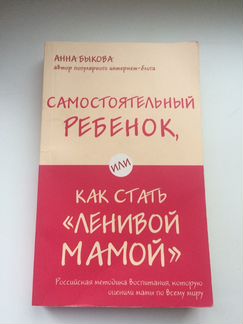 АННА БЫКОВА
автор популярного интернет-блога
САМОСТОЯТЕЛЬНЫЙ
РЕБЕНОК,
ИЛИ
КАК СТАТЬ
«ЛЕНИВОЙ
МАМОЙ»
Российская методика воспитания, которую
оценили мамы по всему миру